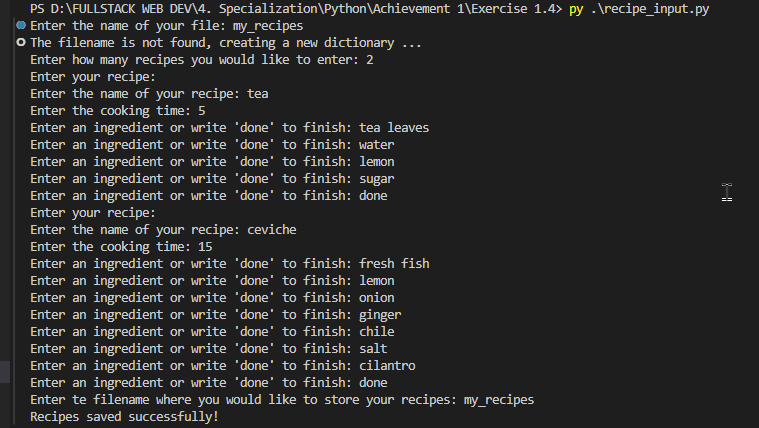 PS D:\FULLSTACK WEB DEV\4. Specialization\Python\Achievement 1\Exercise 1.4> py .\recipe_input.py
Enter the name of your file: my_recipes
The filename is not found, creating a new dictionary ...
Enter how many recipes you would like to enter: 2
Enter your recipe:
Enter the name of your recipe: tea
Enter the cooking time: 5
Enter an ingredient or write 'done' to finish: tea leaves
Enter an ingredient or write 'done' to finish: water
Enter an ingredient or write 'done' to finish: lemon
Enter an ingredient or write 'done' to finish: sugar
Enter an ingredient or write 'done' to finish: done
Enter your recipe:
Enter the name of your recipe: ceviche
Enter the cooking time: 15
Enter an ingredient or write 'done' to finish: fresh fish
Enter an ingredient or write 'done' to finish: lemon
Enter an ingredient or write 'done' to finish: onion
Enter an ingredient or write 'done' to finish: ginger
Enter an ingredient or write 'done' to finish: chile
Enter an ingredient or write 'done' to finish: salt
Enter an ingredient or write 'done' to finish: cilantro
Enter an ingredient or write 'done' to finish: done
Enter te filename where you would like to store your recipes: my_recipes
Recipes saved successfully!